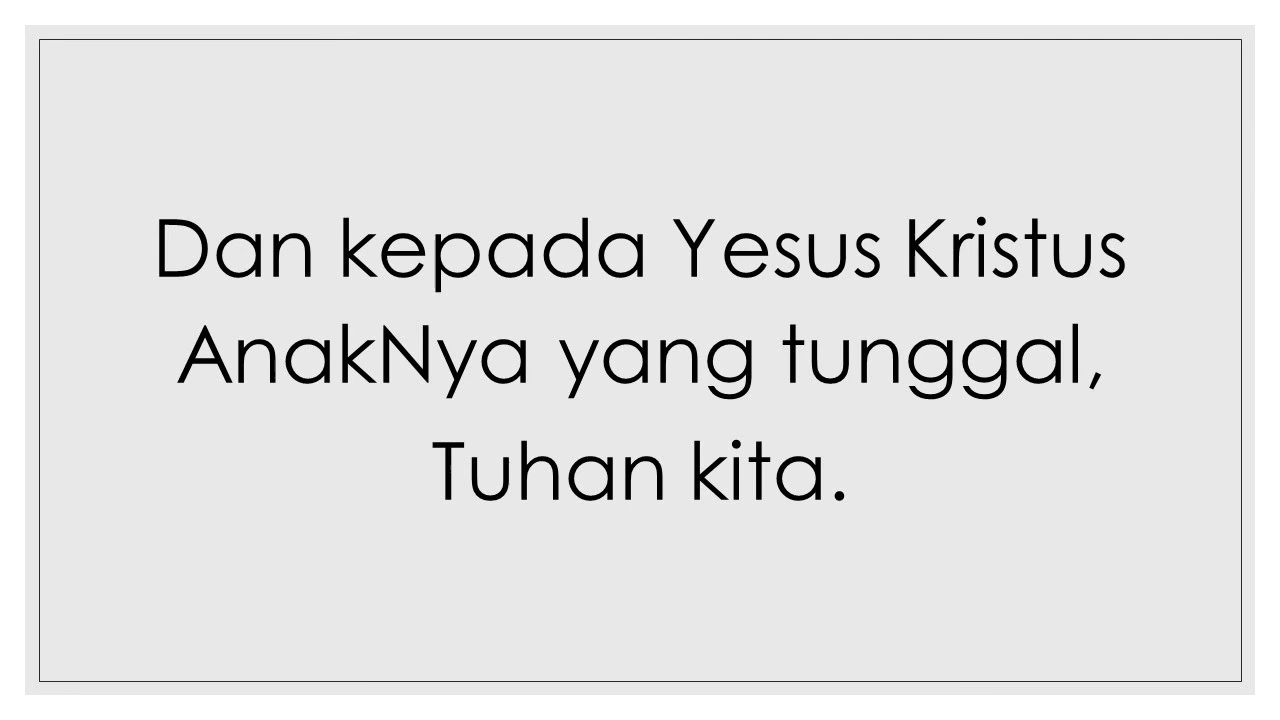 Dan kepada Yesus Kristus
AnakNya yang tunggal,
Tuhan kita.